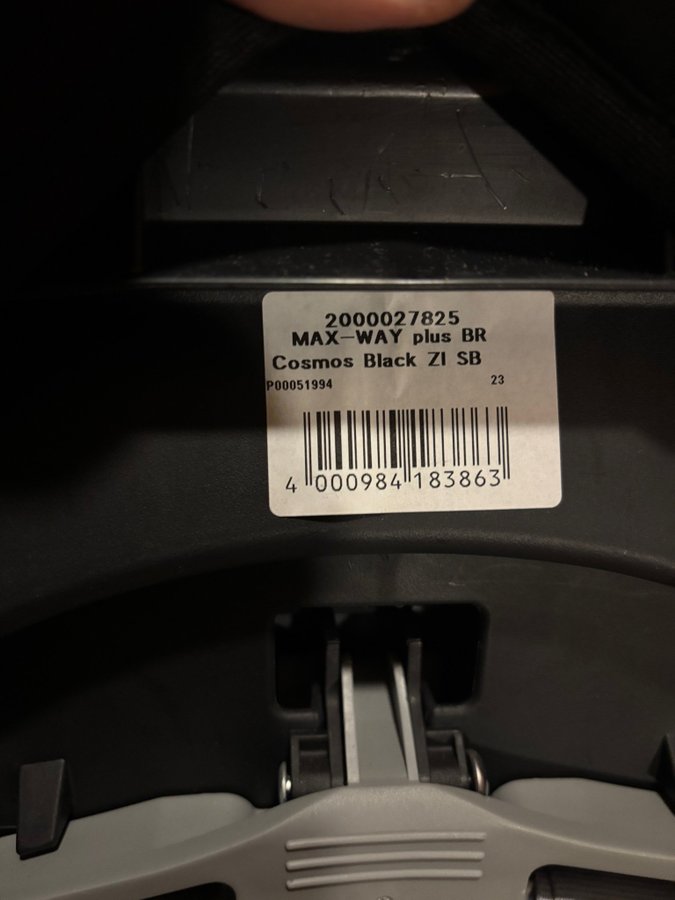 2000027825
MAX-WAY plus BR
Cosmos Black ZI SB
P00051994 23
4 000984 183863